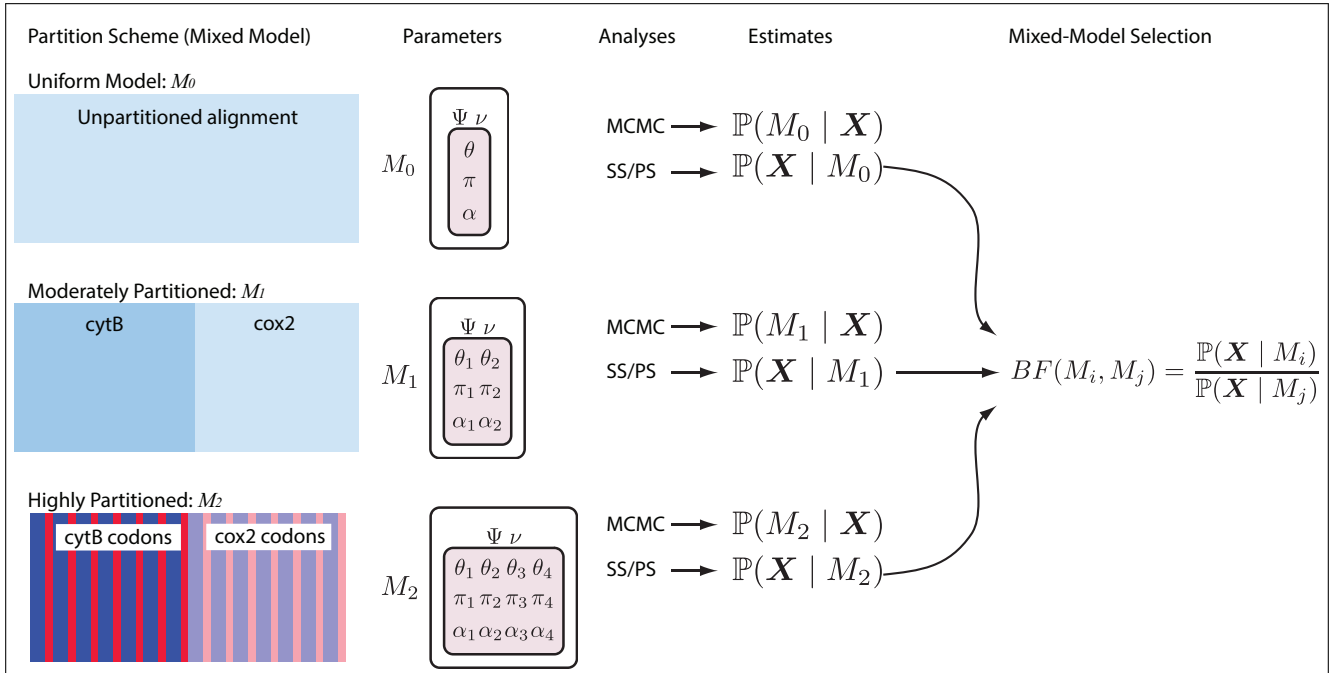 Partition Scheme (Mixed Model) Parameters Analyses Estimates Mixed-Model Selection
Uniform Model: M0
Unpartitioned alignment
Ψ ν
M₀
θ
π
α
MCMC
ℙ(M₀ | X)
SS/PS
ℙ(X | M₀)
Moderately Partitioned: M1
cytB cox2
Ψ ν
M₁
θ₁ θ₂
π₁ π₂
α₁ α₂
MCMC
ℙ(M₁ | X)
SS/PS
ℙ(X | M₁)
BF(Mᵢ, Mⱼ) = ℙ(X | Mᵢ) / ℙ(X | Mⱼ)
Highly Partitioned: M2
cytB codons cox2 codons
Ψ ν
M₂
θ₁ θ₂ θ₃ θ₄
π₁ π₂ π₃ π₄
α₁ α₂ α₃ α₄
MCMC
ℙ(M₂ | X)
SS/PS
ℙ(X | M₂)